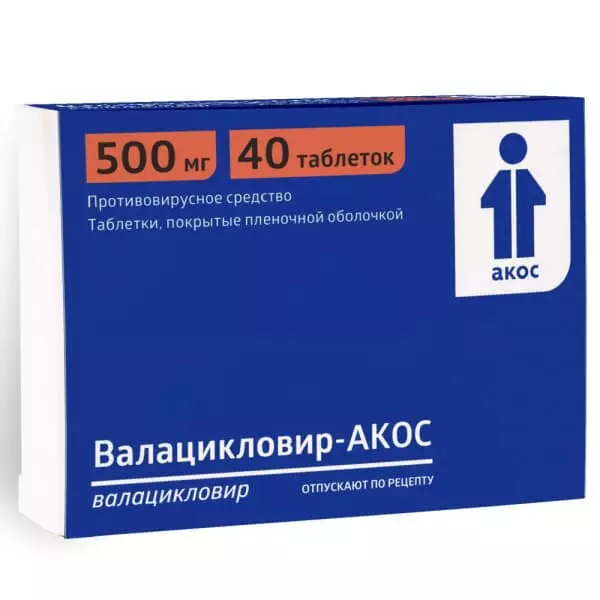 500 мг 40 таблеток
Противовирусное средство
Таблетки, покрытые пленочной оболочкой
акос
Валацикловир-АКОС
валацикловир
ОТПУСКАЮТ ПО РЕЦЕПТУ